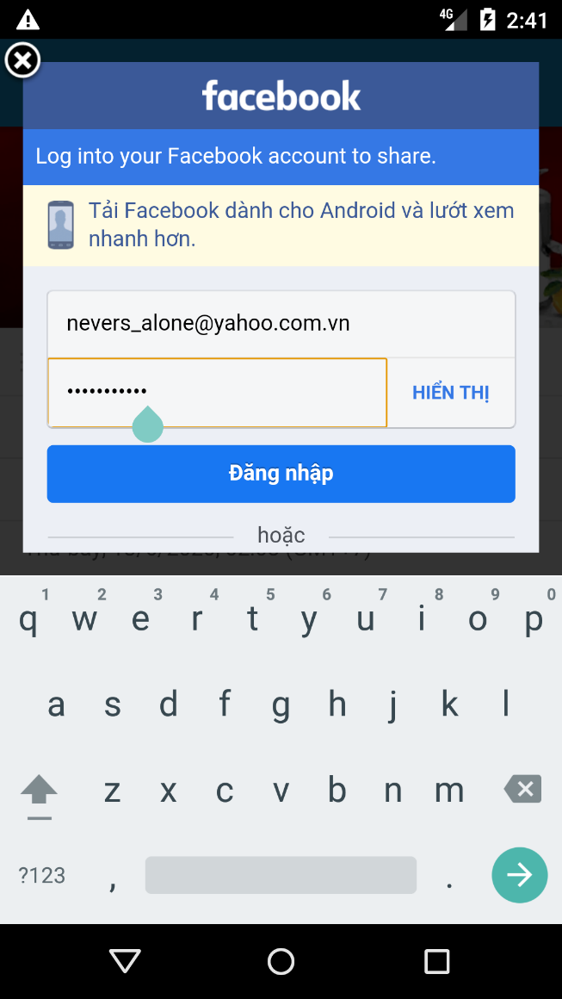 4G 2:41
facebook
Log into your Facebook account to share.
Tải Facebook dành cho Android và lướt xem
nhanh hơn.
nevers_alone@yahoo.com.vn
••••••••••• HIỂN THỊ
Đăng nhập
hoặc
1 2 3 4 5 6 7 8 9 0
q w e r t y u i o p
a s d f g h j k l
z x c v b n m
?123 , .